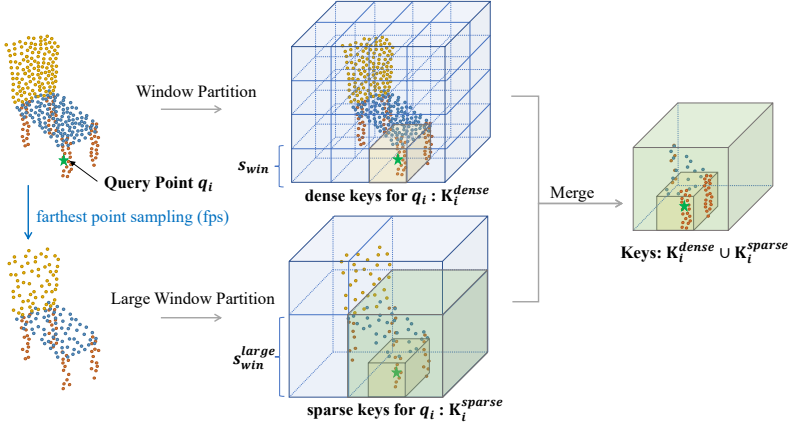 Window Partition
s_win
Query Point q_i
dense keys for q_i : K_i^dense
farthest point sampling (fps)
Merge
Keys: K_i^dense ∪ K_i^sparse
Large Window Partition
s_win^large
sparse keys for q_i : K_i^sparse